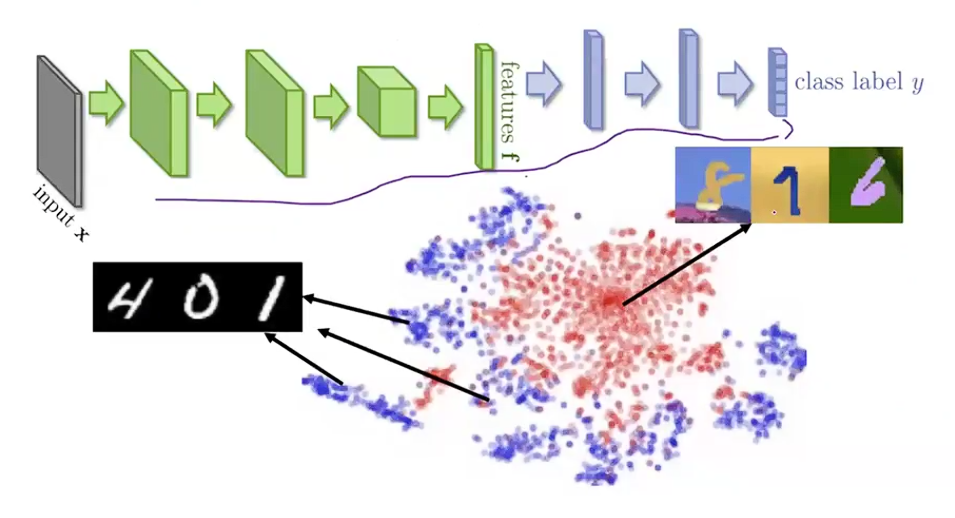 input x
features f
class label y
4 0 1
8 1 6